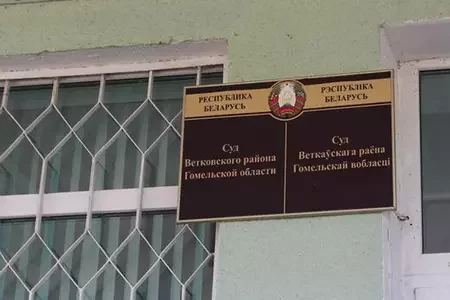 РЕСПУБЛИКА
БЕЛАРУСЬ
Суд
Ветковского района
Гомельской области
РЭСПУБЛІКА
БЕЛАРУСЬ
Суд
Веткаўскага раёна
Гомельскай вобласці